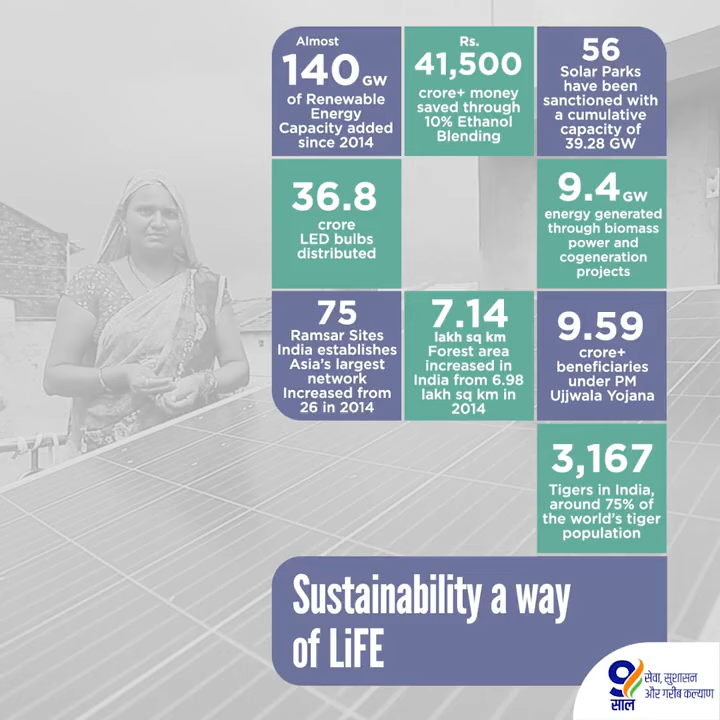 Almost
140 GW
of Renewable
Energy
Capacity added
since 2014
Rs.
41,500
crore+ money
saved through
10% Ethanol
Blending
56
Solar Parks
have been
sanctioned with
a cumulative
capacity of
39.28 GW
36.8
crore
LED bulbs
distributed
9.4 GW
energy generated
through biomass
power and
cogeneration
projects
75
Ramsar Sites
India establishes
Asia's largest
network
Increased from
26 in 2014
7.14
lakh sq km
Forest area
increased in
India from 6.98
lakh sq km in
2014
9.59
crore+
beneficiaries
under PM
Ujjwala Yojana
3,167
Tigers in India,
around 75% of
the world's tiger
population
Sustainability a way
of LiFE
9
साल
सेवा, सुशासन
और गरीब कल्याण